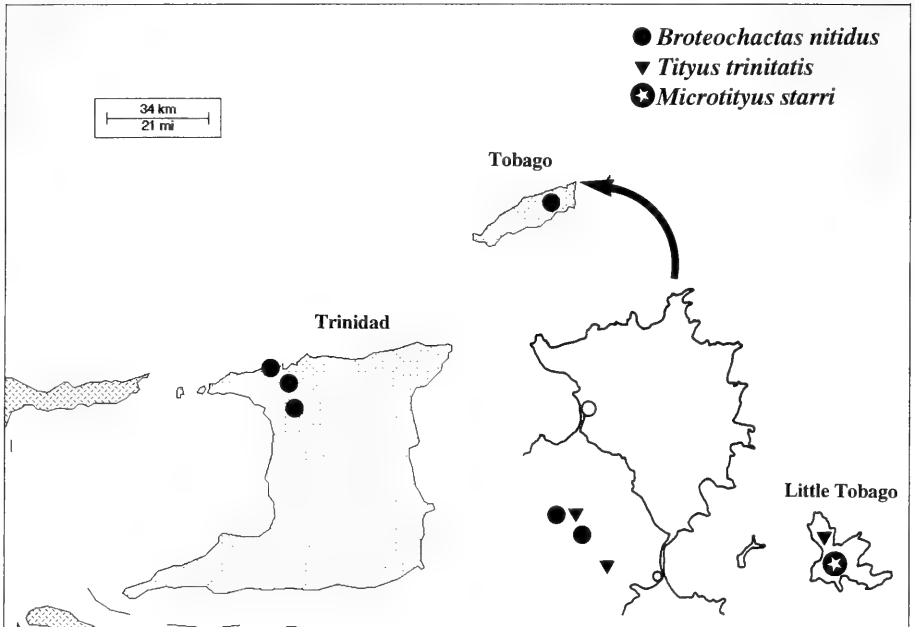 Broteochactas nitidus
Tityus trinitatis
Microtityus starri
34 km
21 mi
Tobago
Trinidad
Little Tobago